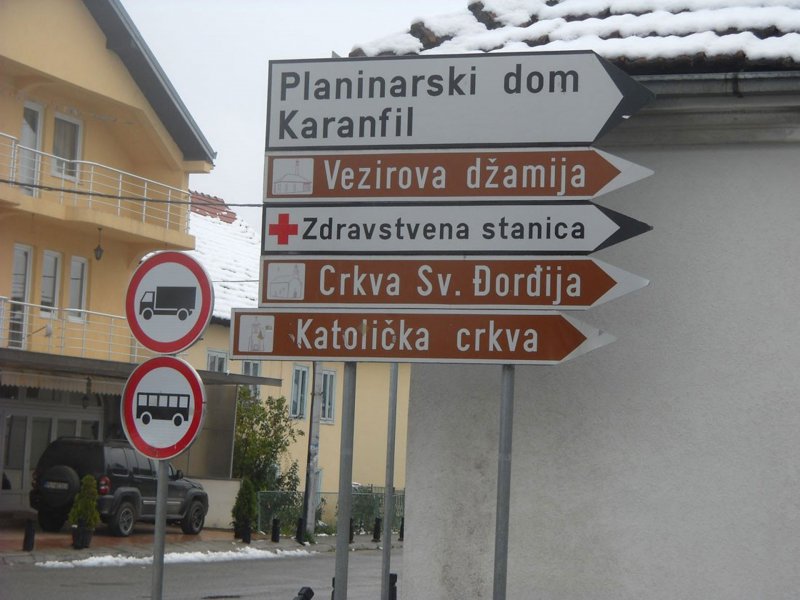 Planinarski dom
Karanfil
Vezirova džamija
Zdravstvena stanica
Crkva Sv. Đorđija
Katolička crkva